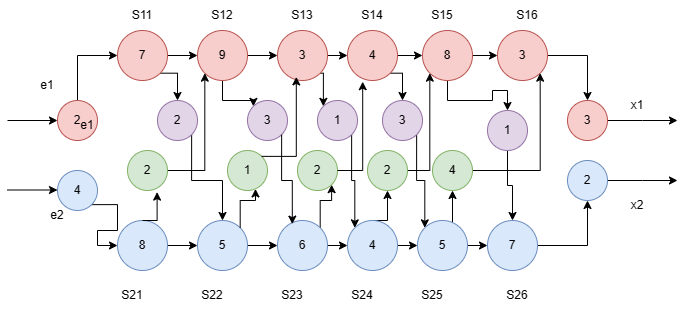 S11 S12 S13 S14 S15 S16
7 9 3 4 8 3
e1
2 e1 2 3 1 3 1 3 x1
4 2 1 2 2 4 2
e2 x2
8 5 6 4 5 7
S21 S22 S23 S24 S25 S26